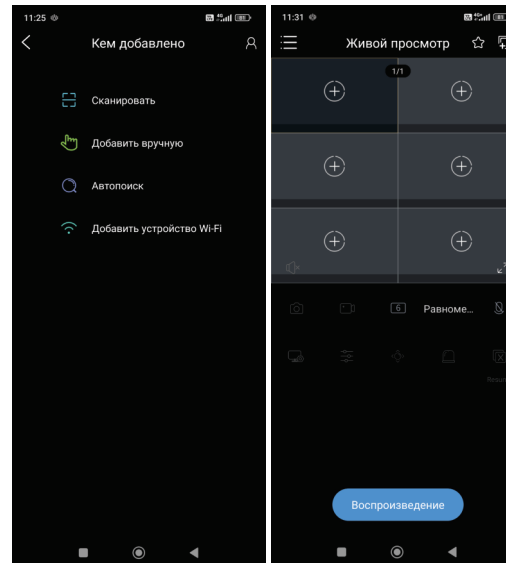 11:25
Кем добавлено
Сканировать
Добавить вручную
Автопоиск
Добавить устройство Wi-Fi
11:31
Живой просмотр
1/1
6
Равноме...
Воспроизведение